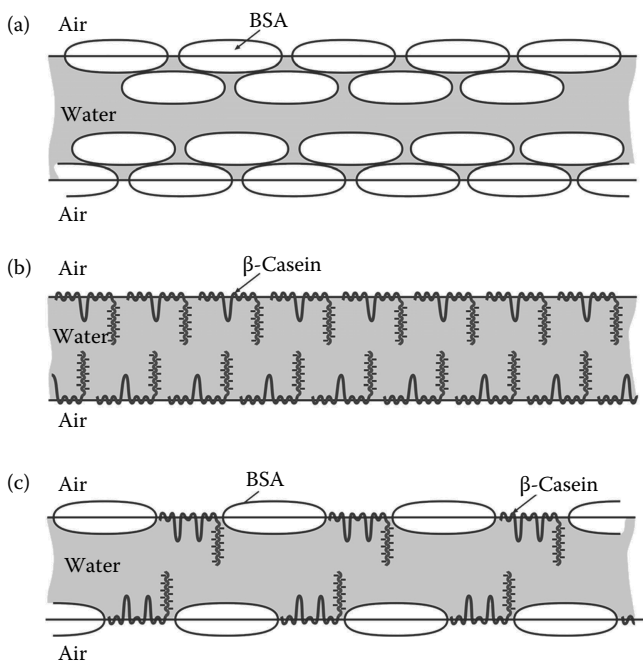 (a)
Air
BSA
Water
Air
(b)
Air
β-Casein
Water
Air
(c)
Air
BSA
β-Casein
Water
Air